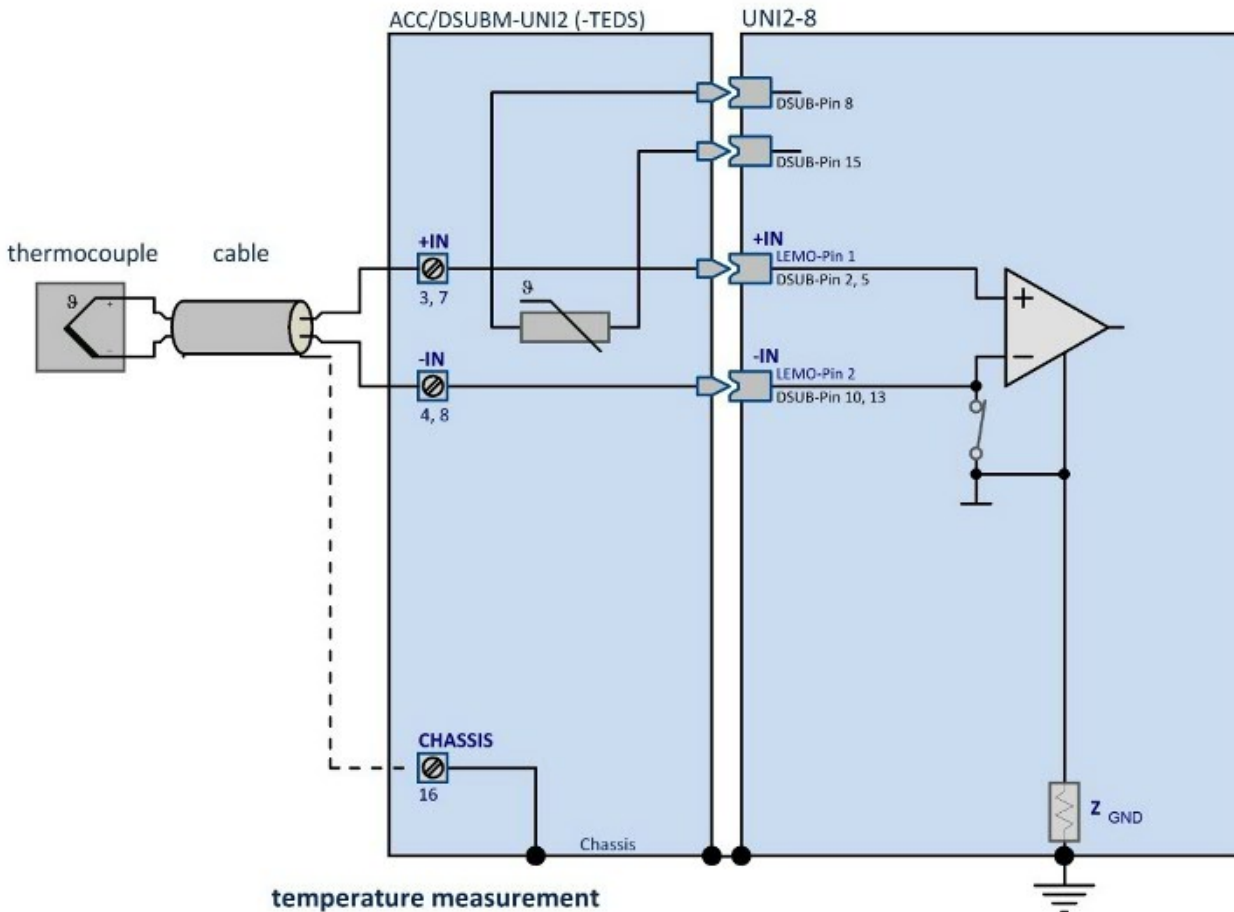 ACC/DSUBM-UNI2 (-TEDS)
UNI2-8
DSUB-Pin 8
DSUB-Pin 15
thermocouple
cable
+IN
3, 7
ϑ
ϑ
+
-
+IN
LEMO-Pin 1
DSUB-Pin 2, 5
+
−
-IN
4, 8
-IN
LEMO-Pin 2
DSUB-Pin 10, 13
CHASSIS
16
Chassis
Z GND
temperature measurement